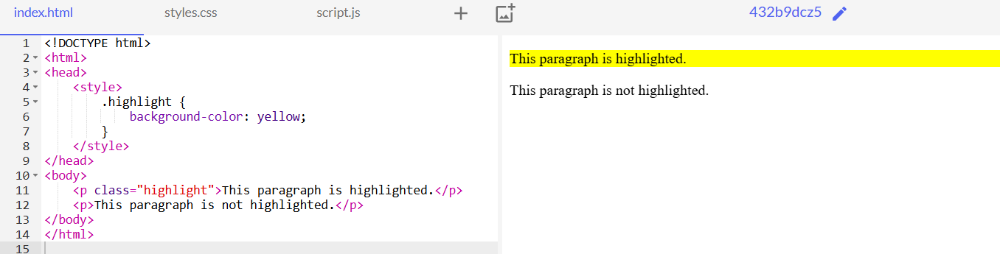 index.html styles.css script.js + 432b9dcz5
1 <!DOCTYPE html>
2 <html>
3 <head>
4     <style>
5         .highlight {
6             background-color: yellow;
7         }
8     </style>
9 </head>
10 <body>
11     <p class="highlight">This paragraph is highlighted.</p>
12     <p>This paragraph is not highlighted.</p>
13 </body>
14 </html>
15
This paragraph is highlighted.
This paragraph is not highlighted.